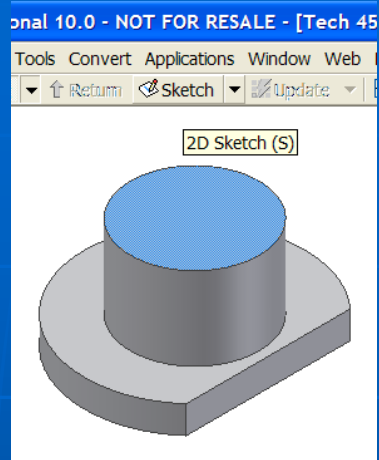 onal 10.0 - NOT FOR RESALE - [Tech 45
Tools Convert Applications Window Web
Return Sketch Update
2D Sketch (S)